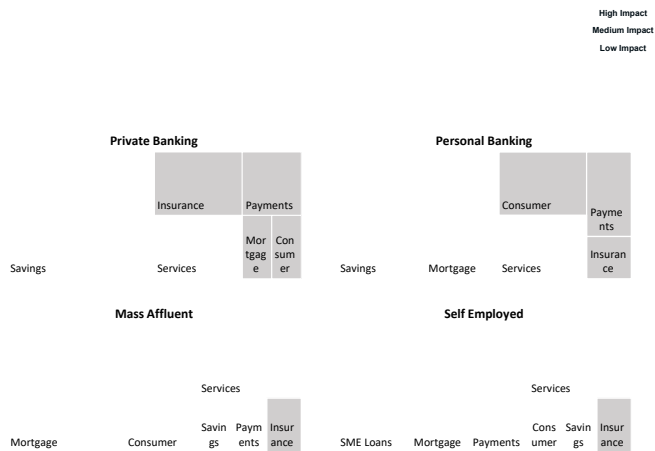 High Impact
Medium Impact
Low Impact
Private Banking
Insurance
Payments
Savings
Services
Mor
tgag
e
Con
sum
er
Personal Banking
Consumer
Payme
nts
Savings
Mortgage
Services
Insuran
ce
Mass Affluent
Services
Mortgage
Consumer
Savin
gs
Paym
ents
Insur
ance
Self Employed
Services
SME Loans
Mortgage
Payments
Cons
umer
Savin
gs
Insur
ance